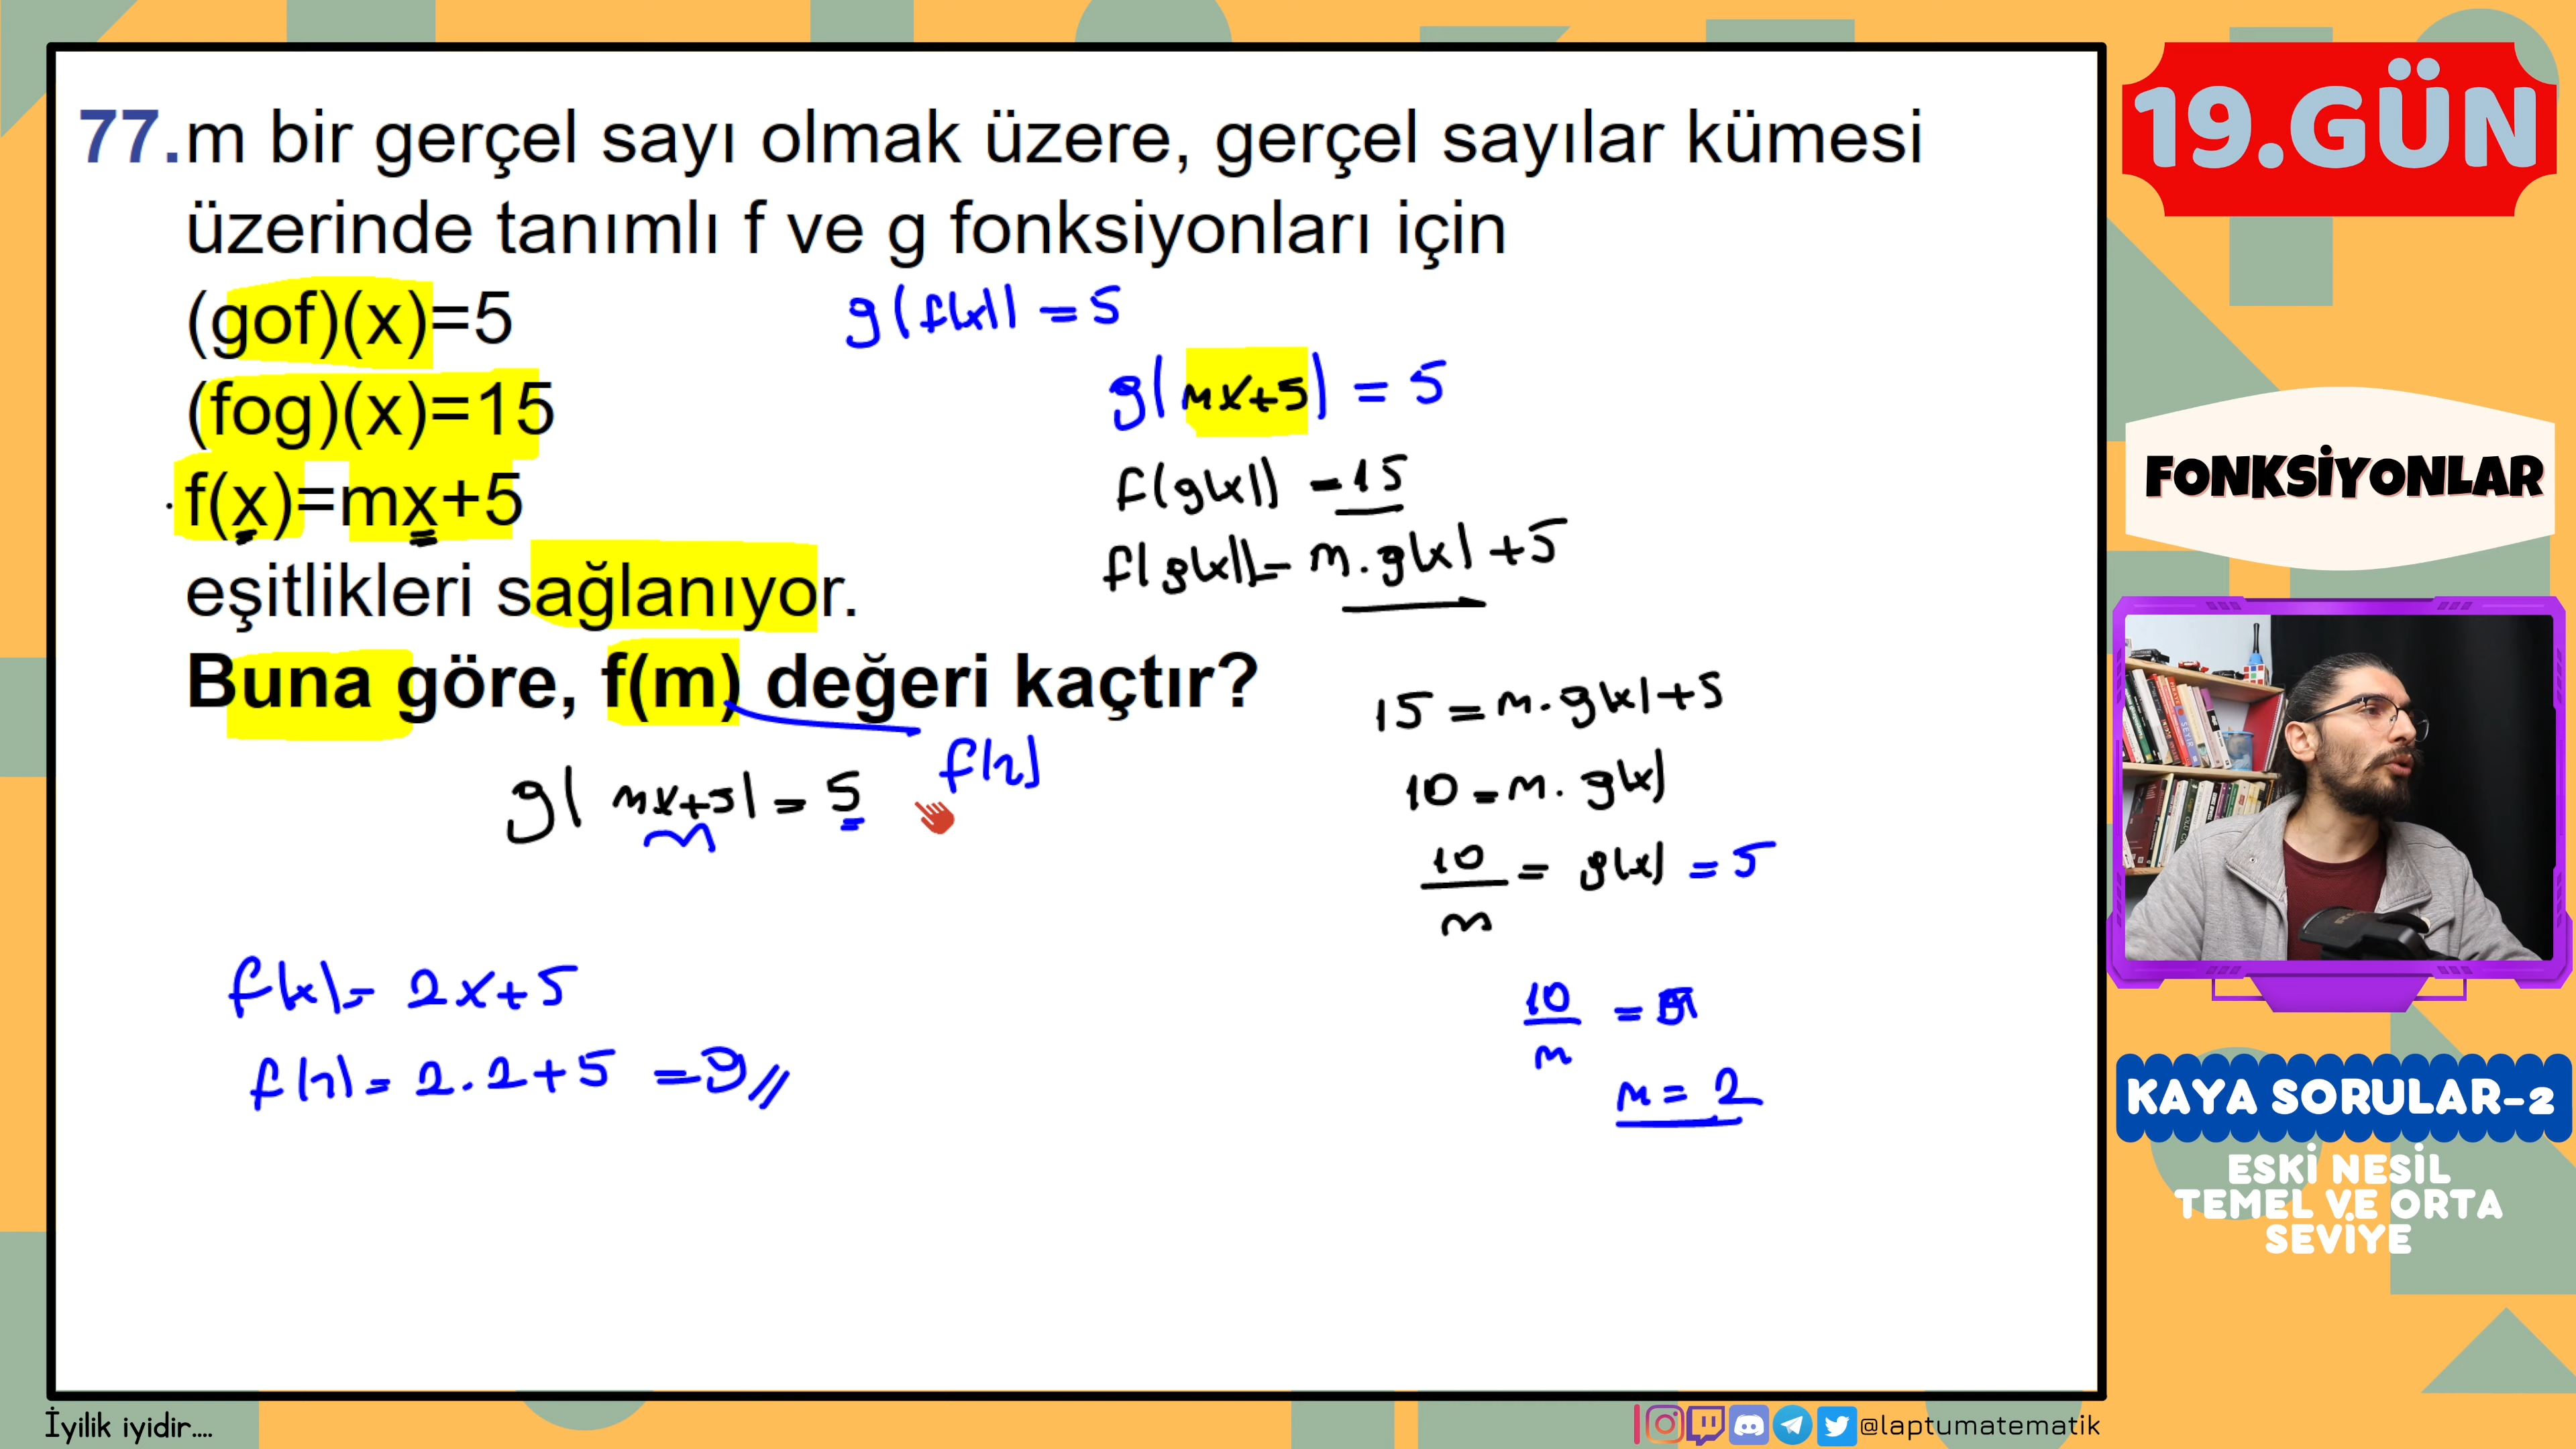 77. m bir gerçel sayı olmak üzere, gerçel sayılar kümesi
üzerinde tanımlı f ve g fonksiyonları için
(gof)(x)=5
(fog)(x)=15
f(x)=mx+5
eşitlikleri sağlanıyor.
Buna göre, f(m) değeri kaçtır?
g(f(x)) = 5
g(mx+5) = 5
f(g(x)) = 15
f(g(x)) = m.g(x) + 5
15 = m.g(x) + 5
10 = m.g(x)
10/m = g(x) = 5
10/m = 5
m = 2
f(2)
g(mx+5) = 5
f(x) = 2x+5
f(2) = 2.2+5 = 9//
19.GÜN
FONKSİYONLAR
KAYA SORULAR-2
ESKİ NESİL
TEMEL VE ORTA
SEVİYE
İyilik iyidir....
@laptumatematik